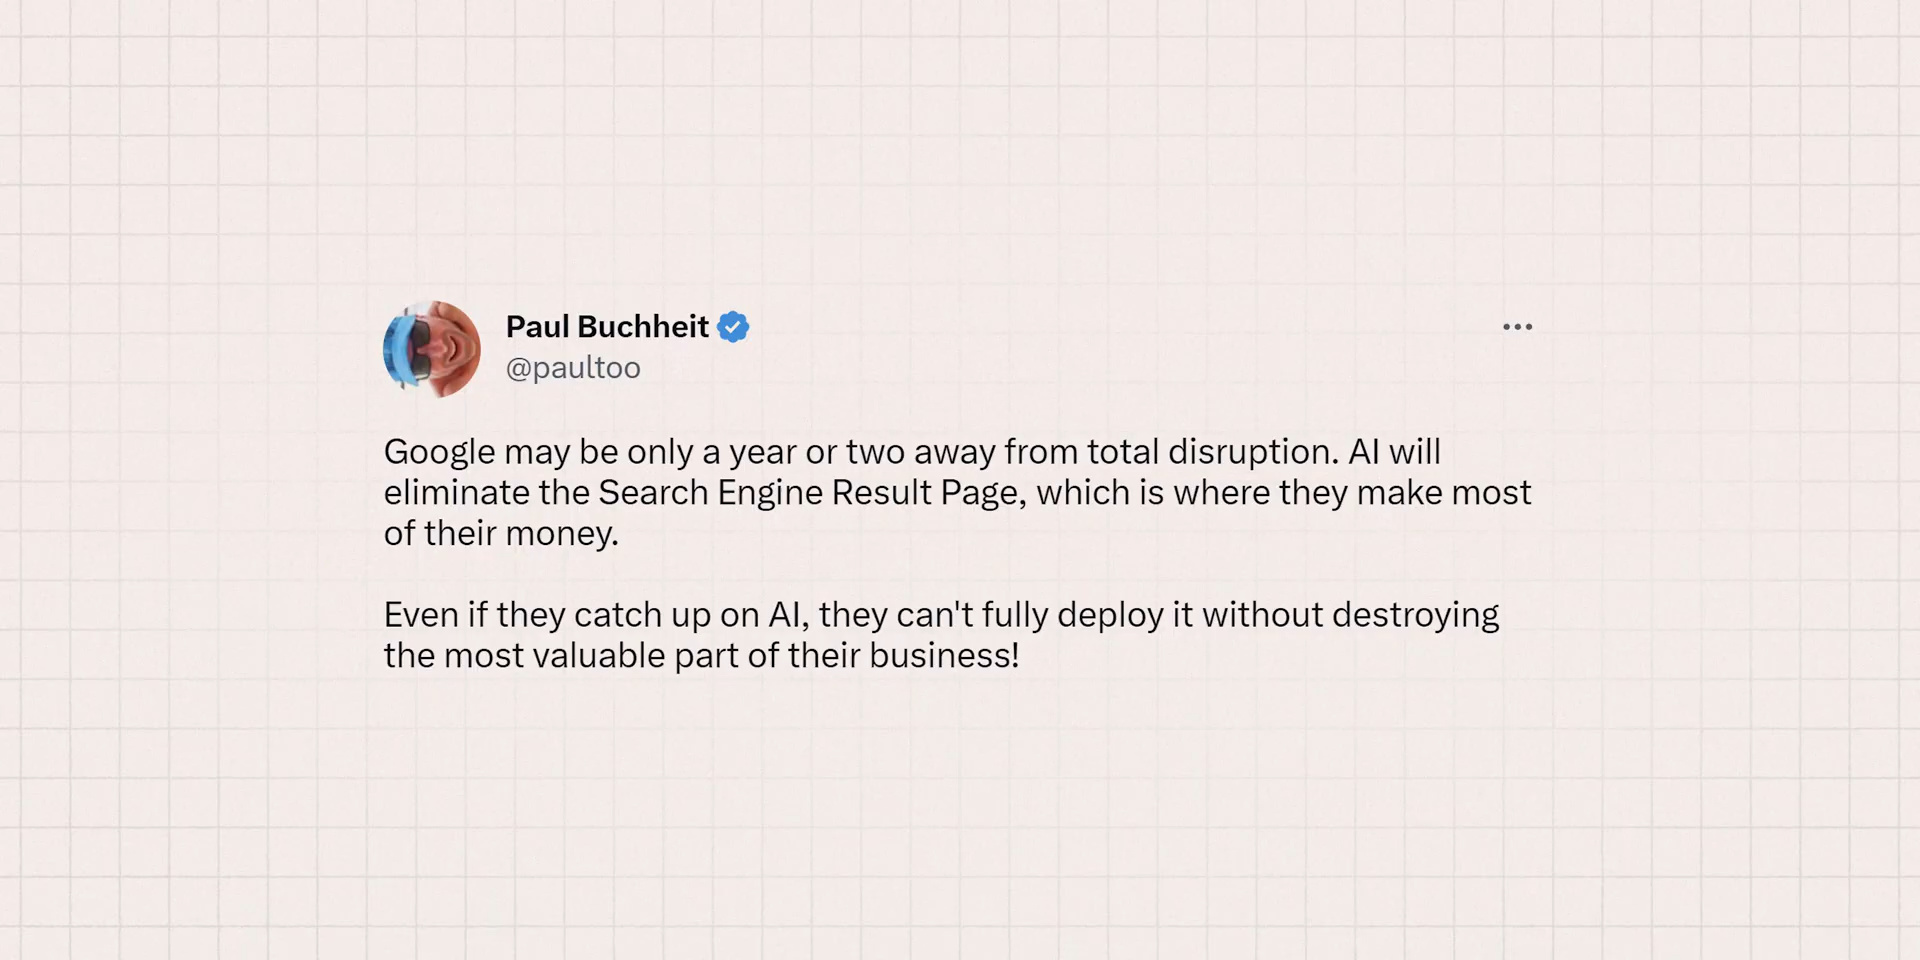 Paul Buchheit
@paultoo
Google may be only a year or two away from total disruption. AI will
eliminate the Search Engine Result Page, which is where they make most
of their money.
Even if they catch up on AI, they can't fully deploy it without destroying
the most valuable part of their business!